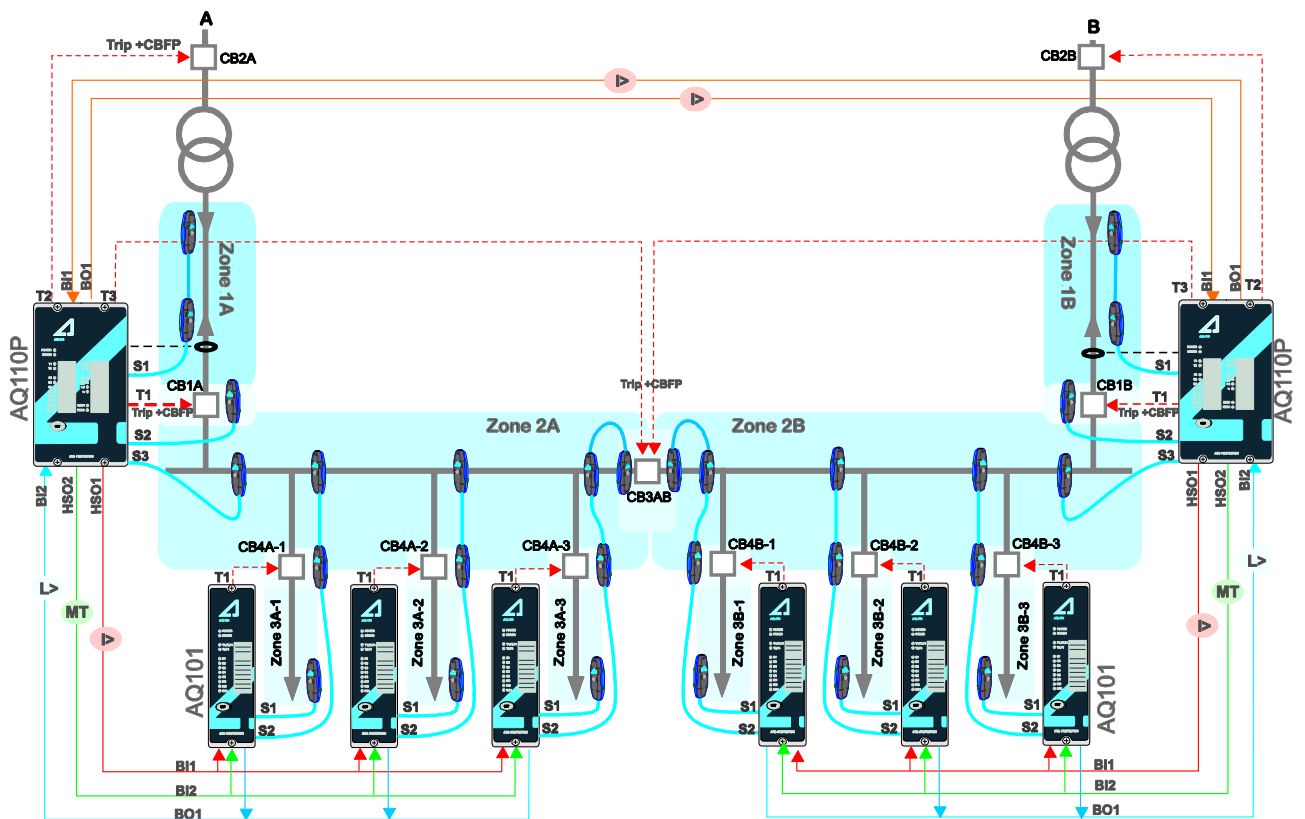 A
B
Trip +CBFP
CB2A
CB2B
I>
I>
Zone 1A
Zone 1B
BI1
BO1
T2
T3
T3
BI1
BO1
T2
AQ110P
AQ110P
S1
S1
CB1A
CB1B
T1
Trip +CBFP
Trip +CBFP
T1
Trip +CBFP
S2
S2
S3
S3
Zone 2A
Zone 2B
CB3AB
BI2
HSO2
HSO1
HSO1
HSO2
BI2
CB4A-1
CB4A-2
CB4A-3
CB4B-1
CB4B-2
CB4B-3
T1
T1
T1
T1
T1
T1
L>
MT
I>
I>
MT
L>
Zone 3A-1
Zone 3A-2
Zone 3A-3
Zone 3B-1
Zone 3B-2
Zone 3B-3
AQ101
AQ101
S1
S2
S1
S2
S1
S2
S1
S2
S1
S2
S1
S2
BI1
BI1
BI2
BI2
BO1
BO1